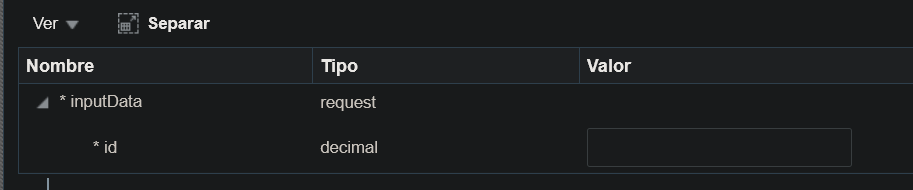 Ver Separar
Nombre Tipo Valor
* inputData request
* id decimal